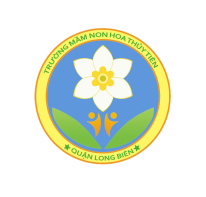 TRƯỜNG MẦM NON HOA THỦY TIÊN
QUẬN LONG BIÊN